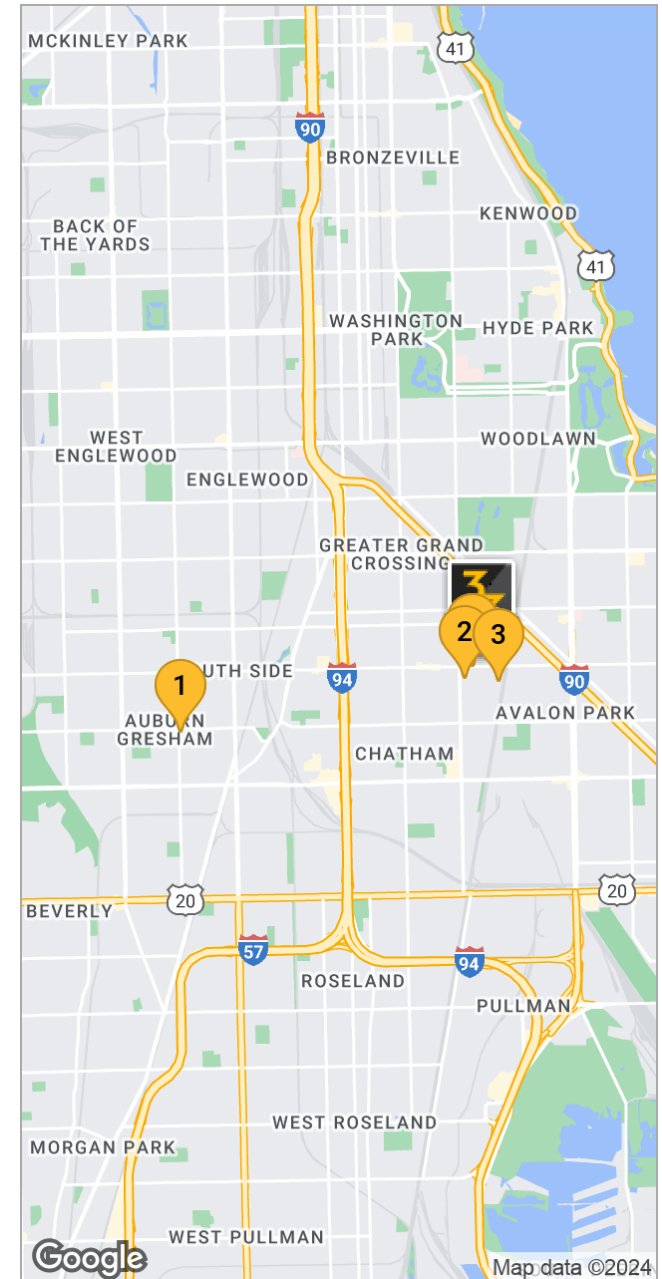 MCKINLEY PARK
41
90
BRONZEVILLE
KENWOOD
BACK OF
THE YARDS
41
WASHINGTON
PARK
HYDE PARK
WEST
ENGLEWOOD
WOODLAWN
ENGLEWOOD
GREATER GRAND
CROSSING
2
3
1
UTH SIDE
94
90
AUBURN
GRESHAM
AVALON PARK
CHATHAM
20
20
BEVERLY
57
94
ROSELAND
PULLMAN
WEST ROSELAND
MORGAN PARK
WEST PULLMAN
Google
Map data ©2024